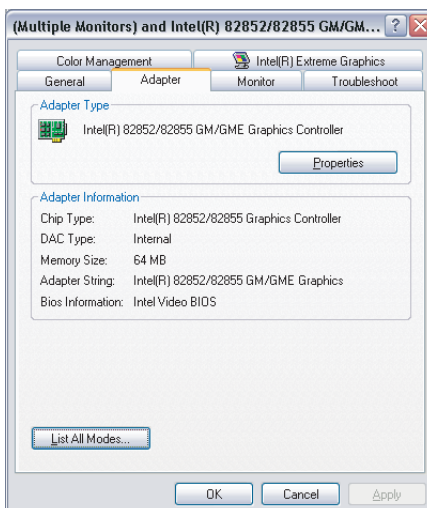 (Multiple Monitors) and Intel(R) 82852/82855 GM/GM...
Color Management Intel(R) Extreme Graphics
General Adapter Monitor Troubleshoot
Adapter Type
Intel(R) 82852/82855 GM/GME Graphics Controller
Properties
Adapter Information
Chip Type: Intel(R) 82852/82855 Graphics Controller
DAC Type: Internal
Memory Size: 64 MB
Adapter String: Intel(R) 82852/82855 GM/GME Graphics
Bios Information: Intel Video BIOS
List All Modes...
OK Cancel Apply